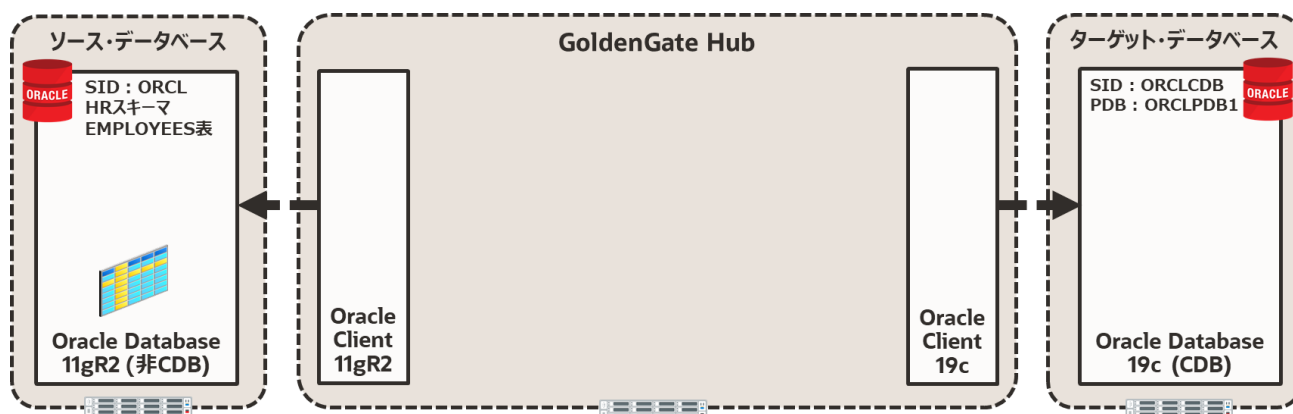 ソース・データベース
ORACLE
SID : ORCL
HRスキーマ
EMPLOYEES表
Oracle Database
11gR2 (非CDB)
GoldenGate Hub
Oracle
Client
11gR2
Oracle
Client
19c
ターゲット・データベース
SID : ORCLCDB
PDB : ORCLPDB1
ORACLE
Oracle Database
19c (CDB)